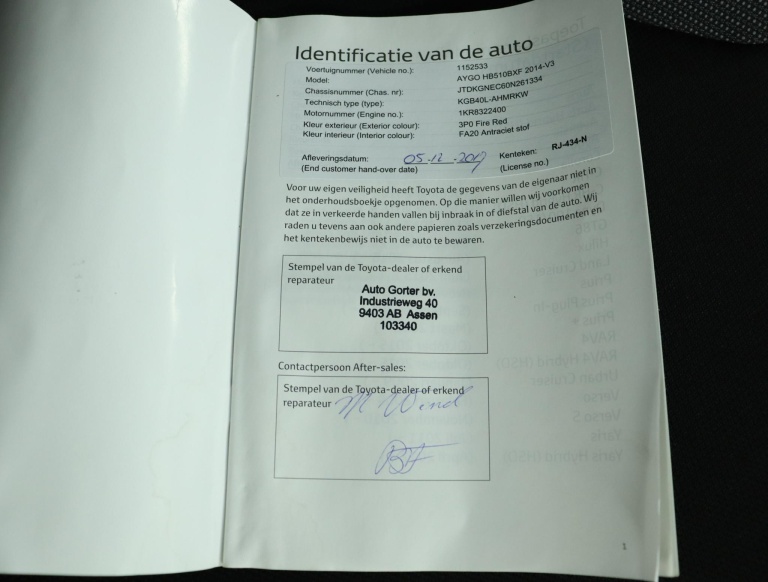 Identificatie van de auto
Voertuignummer (Vehicle no.): 1152533
Model: AYGO HB510BXF 2014-V3
Chassisnummer (Chas. nr): JTDKGNEC60N261334
Technisch type (type): KGB40L-AHMRKW
Motornummer (Engine no.): 1KR8322400
Kleur exterieur (Exterior colour): 3P0 Fire Red
Kleur interieur (Interior colour): FA20 Antraciet stof
Afleveringsdatum: 05-12-2017 Kenteken: RJ-434-N
(End customer hand-over date) (License no.)
Voor uw eigen veiligheid heeft Toyota de gegevens van de eigenaar niet in
het onderhoudsboekje opgenomen. Op die manier willen wij voorkomen
dat ze in verkeerde handen vallen bij inbraak in of diefstal van de auto. Wij
raden u tevens aan ook andere papieren zoals verzekeringsdocumenten en
het kentekenbewijs niet in de auto te bewaren.
Stempel van de Toyota-dealer of erkend
reparateur
Auto Gorter bv.
Industrieweg 40
9403 AB Assen
103340
Contactpersoon After-sales:
Stempel van de Toyota-dealer of erkend
reparateur M Wind
1